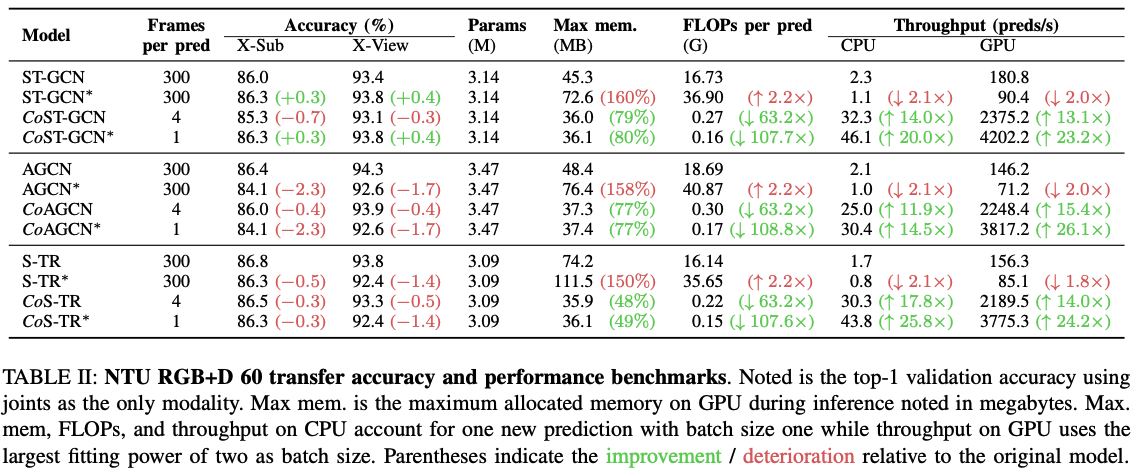 Model Frames per pred Accuracy (%) X-Sub X-View Params (M) Max mem. (MB) FLOPs per pred (G) Throughput (preds/s) CPU GPU
ST-GCN 300 86.0 93.4 3.14 45.3 16.73 2.3 180.8
ST-GCN* 300 86.3 (+0.3) 93.8 (+0.4) 3.14 72.6 (160%) 36.90 (↑ 2.2×) 1.1 (↓ 2.1×) 90.4 (↓ 2.0×)
CoST-GCN 4 85.3 (−0.7) 93.1 (−0.3) 3.14 36.0 (79%) 0.27 (↓ 63.2×) 32.3 (↑ 14.0×) 2375.2 (↑ 13.1×)
CoST-GCN* 1 86.3 (+0.3) 93.8 (+0.4) 3.14 36.1 (80%) 0.16 (↓ 107.7×) 46.1 (↑ 20.0×) 4202.2 (↑ 23.2×)
AGCN 300 86.4 94.3 3.47 48.4 18.69 2.1 146.2
AGCN* 300 84.1 (−2.3) 92.6 (−1.7) 3.47 76.4 (158%) 40.87 (↑ 2.2×) 1.0 (↓ 2.1×) 71.2 (↓ 2.0×)
CoAGCN 4 86.0 (−0.4) 93.9 (−0.4) 3.47 37.3 (77%) 0.30 (↓ 63.2×) 25.0 (↑ 11.9×) 2248.4 (↑ 15.4×)
CoAGCN* 1 84.1 (−2.3) 92.6 (−1.7) 3.47 37.4 (77%) 0.17 (↓ 108.8×) 30.4 (↑ 14.5×) 3817.2 (↑ 26.1×)
S-TR 300 86.8 93.8 3.09 74.2 16.14 1.7 156.3
S-TR* 300 86.3 (−0.5) 92.4 (−1.4) 3.09 111.5 (150%) 35.65 (↑ 2.2×) 0.8 (↓ 2.1×) 85.1 (↓ 1.8×)
CoS-TR 4 86.5 (−0.3) 93.3 (−0.5) 3.09 35.9 (48%) 0.22 (↓ 63.2×) 30.3 (↑ 17.8×) 2189.5 (↑ 14.0×)
CoS-TR* 1 86.3 (−0.3) 92.4 (−1.4) 3.09 36.1 (49%) 0.15 (↓ 107.6×) 43.8 (↑ 25.8×) 3775.3 (↑ 24.2×)
TABLE II: NTU RGB+D 60 transfer accuracy and performance benchmarks. Noted is the top-1 validation accuracy using
joints as the only modality. Max mem. is the maximum allocated memory on GPU during inference noted in megabytes. Max.
mem, FLOPs, and throughput on CPU account for one new prediction with batch size one while throughput on GPU uses the
largest fitting power of two as batch size. Parentheses indicate the improvement / deterioration relative to the original model.